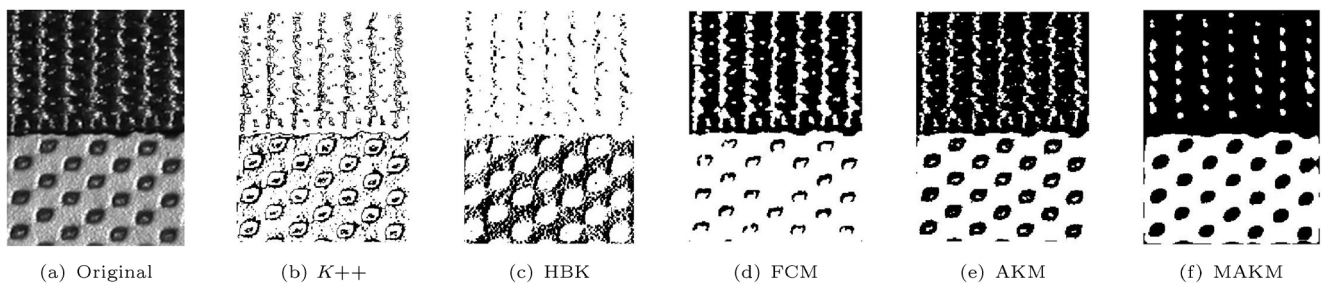 (a) Original
(b) K++
(c) HBK
(d) FCM
(e) AKM
(f) MAKM